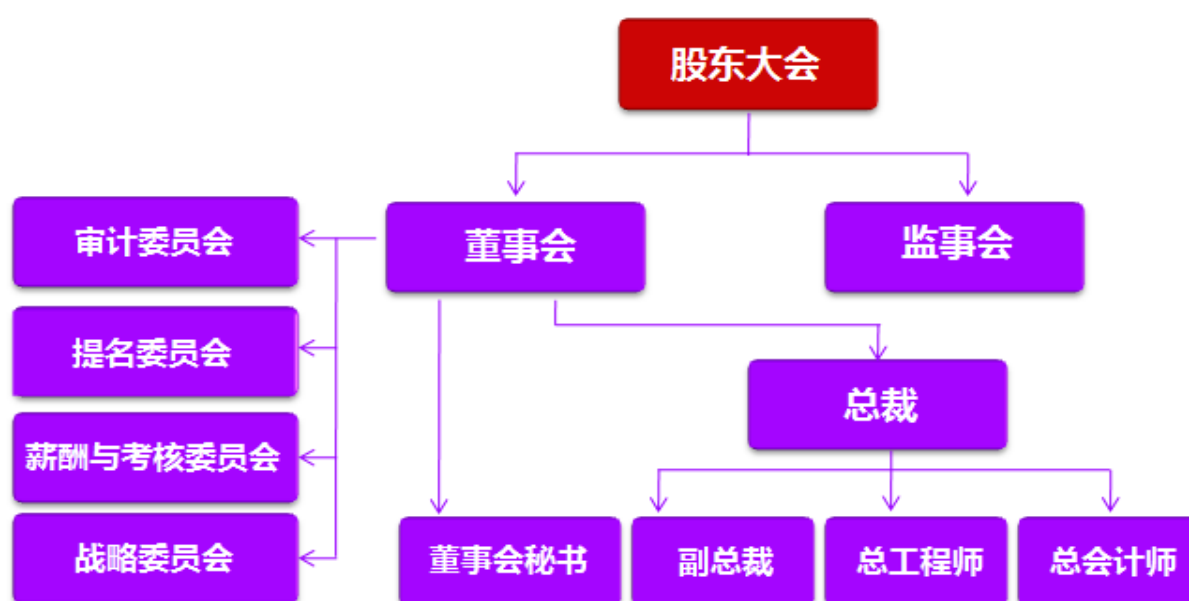 股东大会
董事会
监事会
审计委员会
提名委员会
薪酬与考核委员会
战略委员会
总裁
董事会秘书
副总裁
总工程师
总会计师